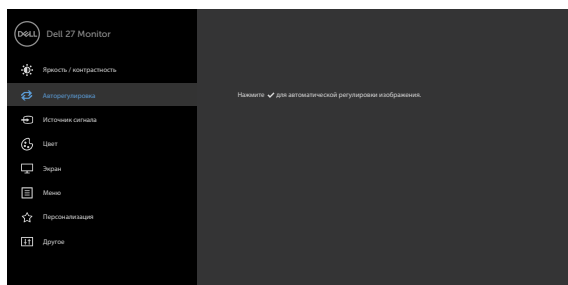 DELL Dell 27 Monitor
Яркость / контрастность
Авторегулировка
Нажмите ✓ для автоматической регулировки изображения.
Источник сигнала
Цвет
Экран
Меню
Персонализация
Другое